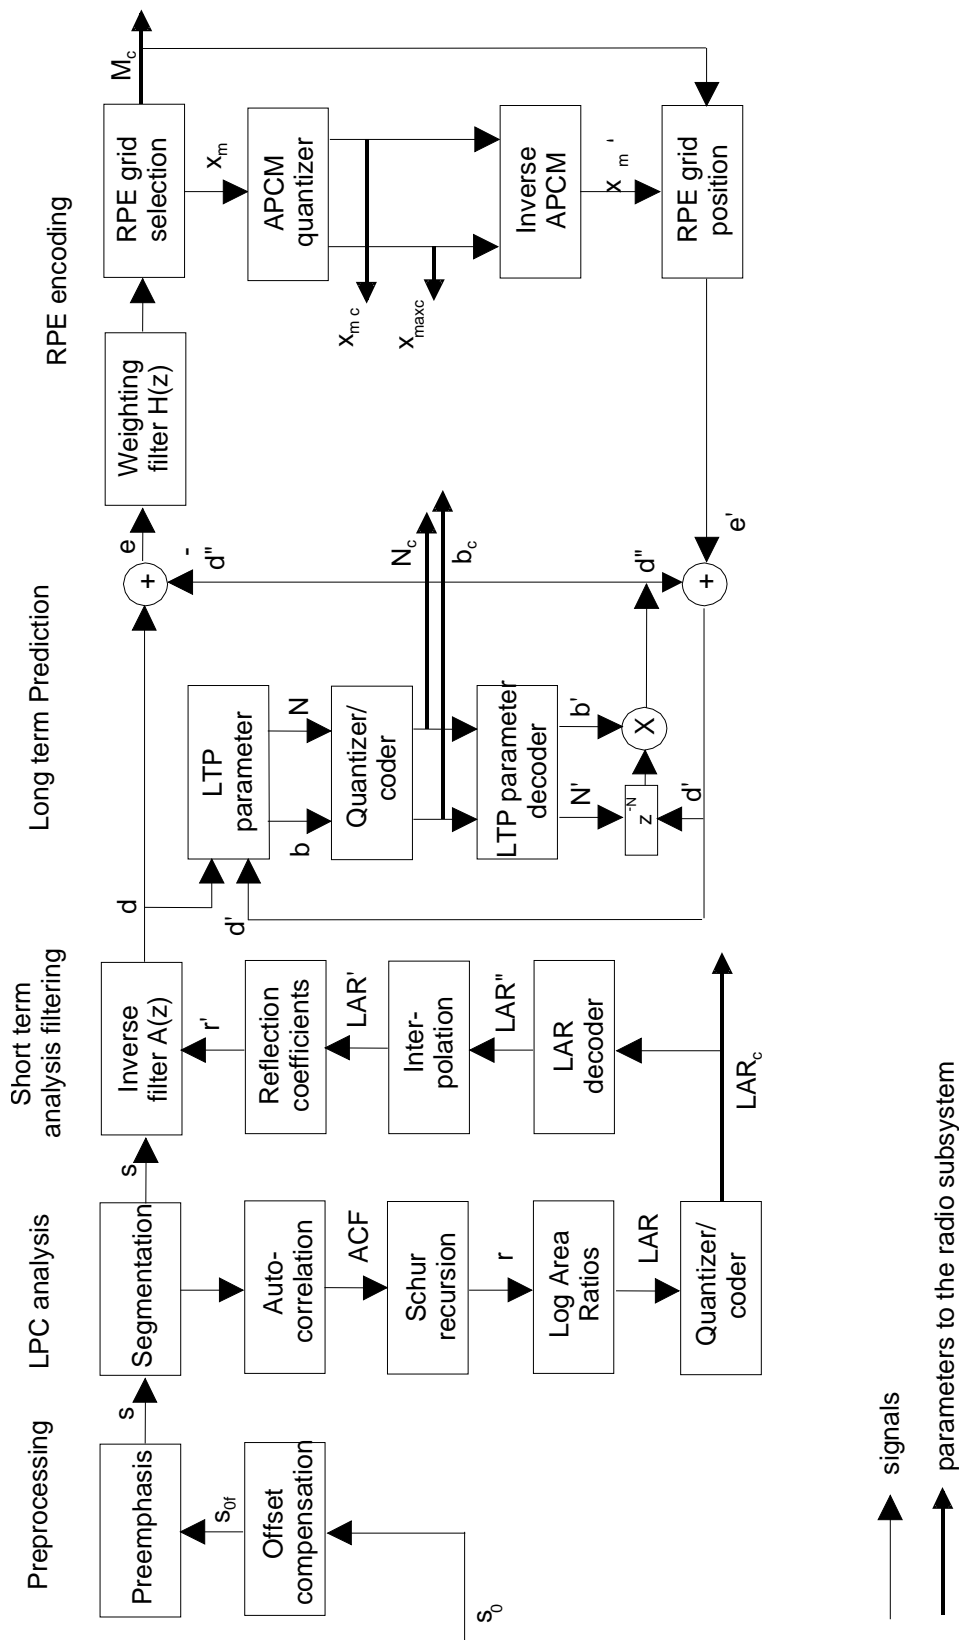 Preprocessing
LPC analysis
Short term
analysis filtering
Long term Prediction
RPE encoding
Preemphasis
s
Segmentation
s
Inverse
filter A(z)
d
+
e
Weighting
filter H(z)
RPE grid
selection
Mc
s0f
Offset
compensation
s0
Auto-
correlation
ACF
Schur
recursion
r
Log Area
Ratios
LAR
Quantizer/
coder
LARc
r'
Reflection
coefficients
LAR'
Inter-
polation
LAR"
LAR
decoder
LTP
parameter
d'
b
N
Quantizer/
coder
Nc
bc
LTP parameter
decoder
N'
b'
z-N
X
d'
-
d"
d"
+
e'
xm
APCM
quantizer
xm c
xmaxc
Inverse
APCM
x m '
RPE grid
position
signals
parameters to the radio subsystem